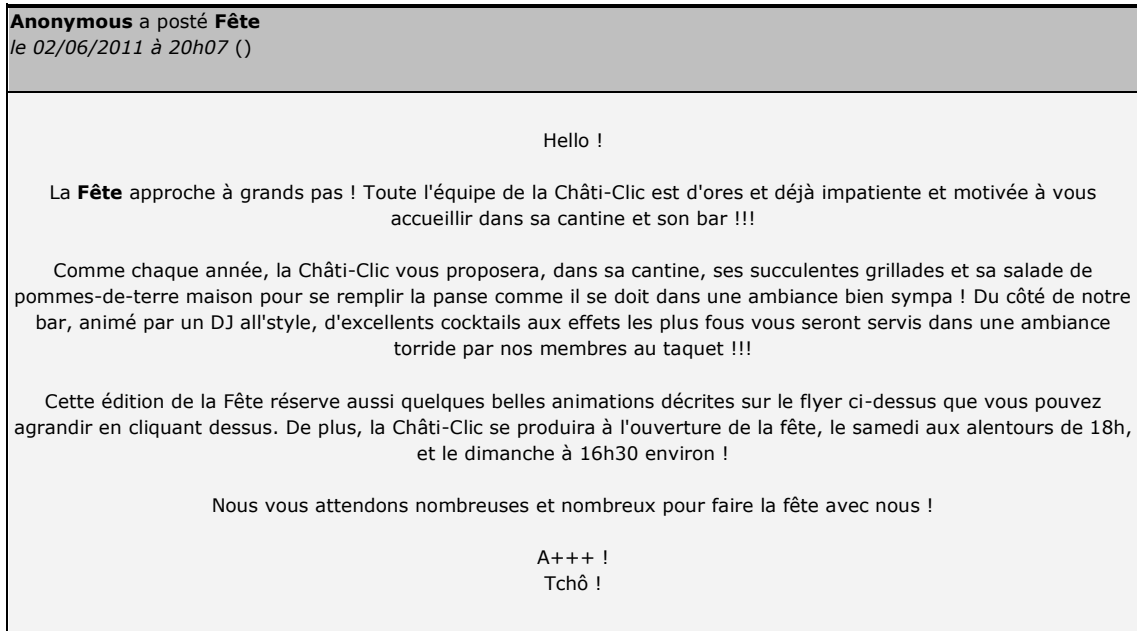 Anonymous a posté Fête
le 02/06/2011 à 20h07 ()
Hello !
La Fête approche à grands pas ! Toute l'équipe de la Châti-Clic est d'ores et déjà impatiente et motivée à vous
accueillir dans sa cantine et son bar !!!
Comme chaque année, la Châti-Clic vous proposera, dans sa cantine, ses succulentes grillades et sa salade de
pommes-de-terre maison pour se remplir la panse comme il se doit dans une ambiance bien sympa ! Du côté de notre
bar, animé par un DJ all'style, d'excellents cocktails aux effets les plus fous vous seront servis dans une ambiance
torride par nos membres au taquet !!!
Cette édition de la Fête réserve aussi quelques belles animations décrites sur le flyer ci-dessus que vous pouvez
agrandir en cliquant dessus. De plus, la Châti-Clic se produira à l'ouverture de la fête, le samedi aux alentours de 18h,
et le dimanche à 16h30 environ !
Nous vous attendons nombreuses et nombreux pour faire la fête avec nous !
A+++ !
Tchô !